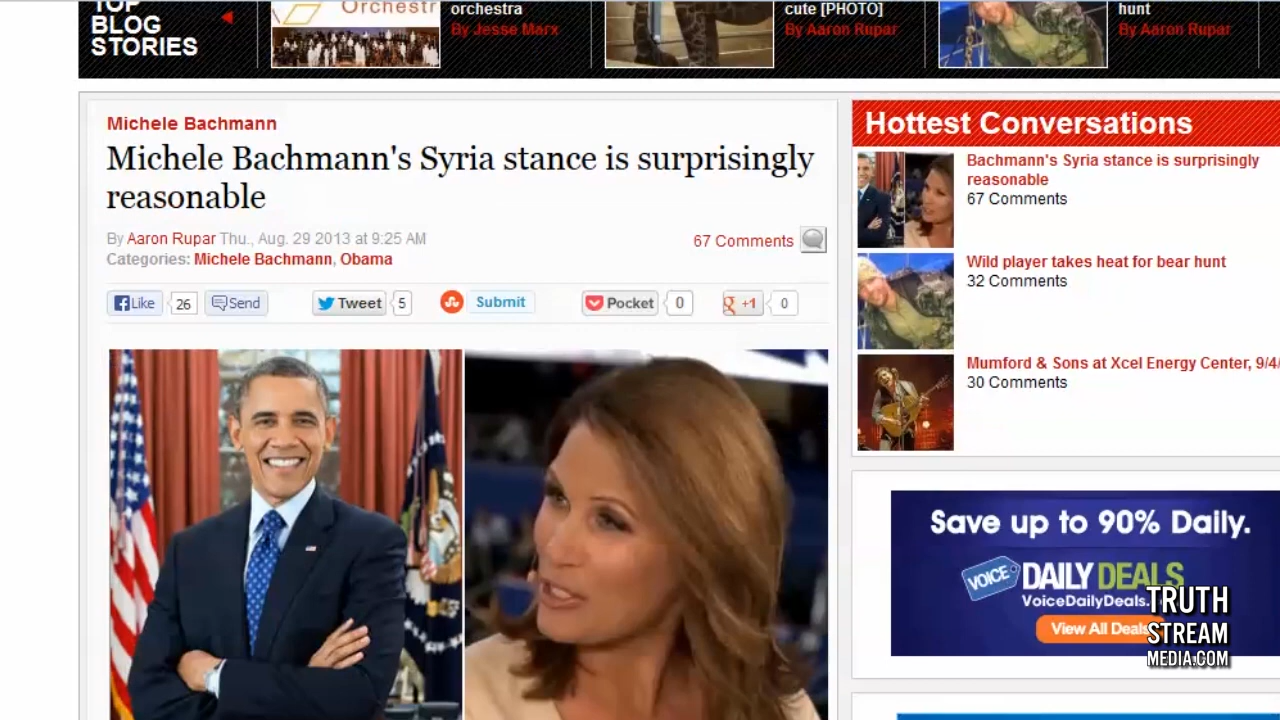 TOP
BLOG
STORIES
Orchestr
orchestra
By Jesse Marx
cute [PHOTO]
By Aaron Rupar
hunt
By Aaron Rupar
Michele Bachmann
Michele Bachmann's Syria stance is surprisingly
reasonable
By Aaron Rupar Thu., Aug. 29 2013 at 9:25 AM
67 Comments
Categories: Michele Bachmann, Obama
Like 26 Send Tweet 5 Submit Pocket 0 +1 0
Hottest Conversations
Bachmann's Syria stance is surprisingly
reasonable
67 Comments
Wild player takes heat for bear hunt
32 Comments
Mumford & Sons at Xcel Energy Center, 9/4/
30 Comments
Save up to 90% Daily.
VOICE DAILY DEALS
VoiceDailyDeals.
View All Deals
TRUTH
STREAM
MEDIA.COM